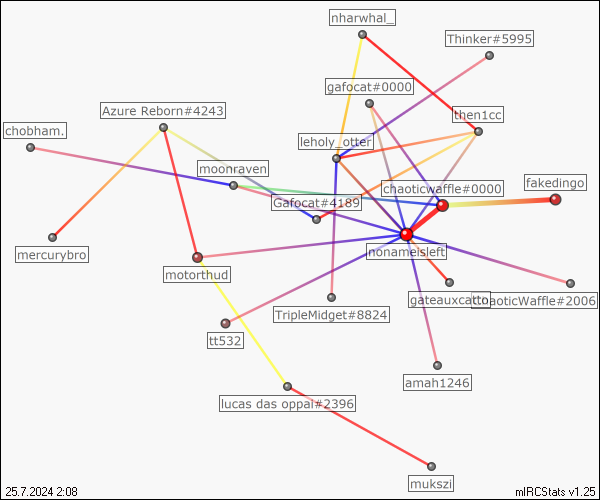 nharwhal_
Thinker#5995
gafocat#0000
Azure Reborn#4243
then1cc
chobham.
leholy_otter
moonraven
chaoticwaffle#0000
fakedingo
Gafocat#4189
mercurybro
nonameisleft
motorthud
gateauxcatto
ChaoticWaffle#2006
TripleMidget#8824
tt532
amah1246
lucas das oppai#2396
mukszi
25.7.2024 2:08
mIRCStats v1.25